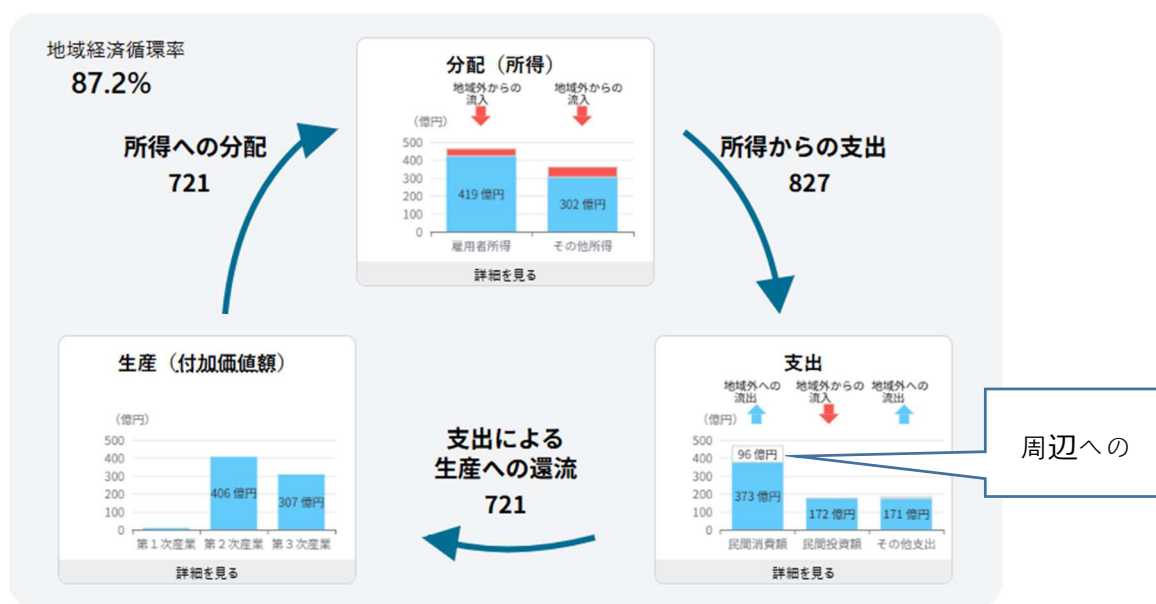 地域経済循環率
87.2%
分配（所得）
地域外からの
流入
地域外からの
流入
（億円）
500
400
300
200
100
0
419 億円
302 億円
雇用者所得
その他所得
詳細を見る
所得への分配
721
所得からの支出
827
生産（付加価値額）
（億円）
500
400
300
200
100
0
406 億円
307 億円
第１次産業
第２次産業
第３次産業
詳細を見る
支出による
生産への還流
721
支出
地域外への
流出
地域外からの
流入
地域外への
流出
（億円）
500
400
300
200
100
0
96 億円
373 億円
172 億円
171 億円
民間消費額
民間投資額
その他支出
詳細を見る
周辺への